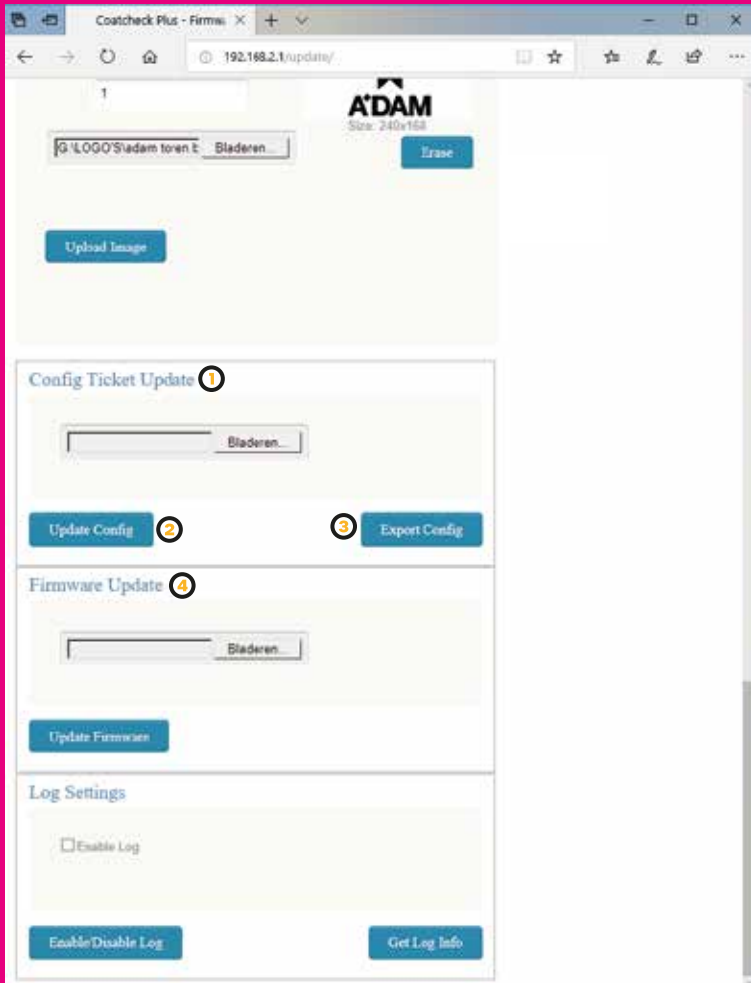 Coatcheck Plus - Firmw
192.168.2.1/update/
1
A'DAM
Size: 240x168
G:\LOGO'S\adam toren b
Bladeren...
Erase
Upload Image
Config Ticket Update 1
Bladeren...
Update Config 2 3 Export Config
Firmware Update 4
Bladeren...
Update Firmware
Log Settings
Enable Log
Enable/Disable Log Get Log Info